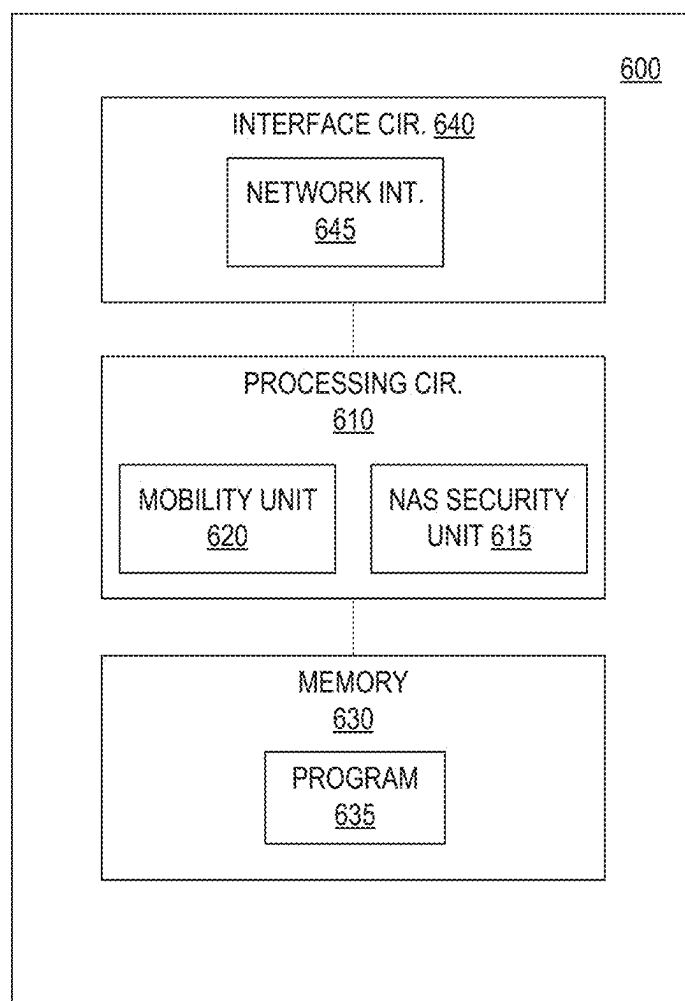 600
INTERFACE CIR. 640
NETWORK INT.
645
PROCESSING CIR.
610
MOBILITY UNIT
620
NAS SECURITY
UNIT 615
MEMORY
630
PROGRAM
635